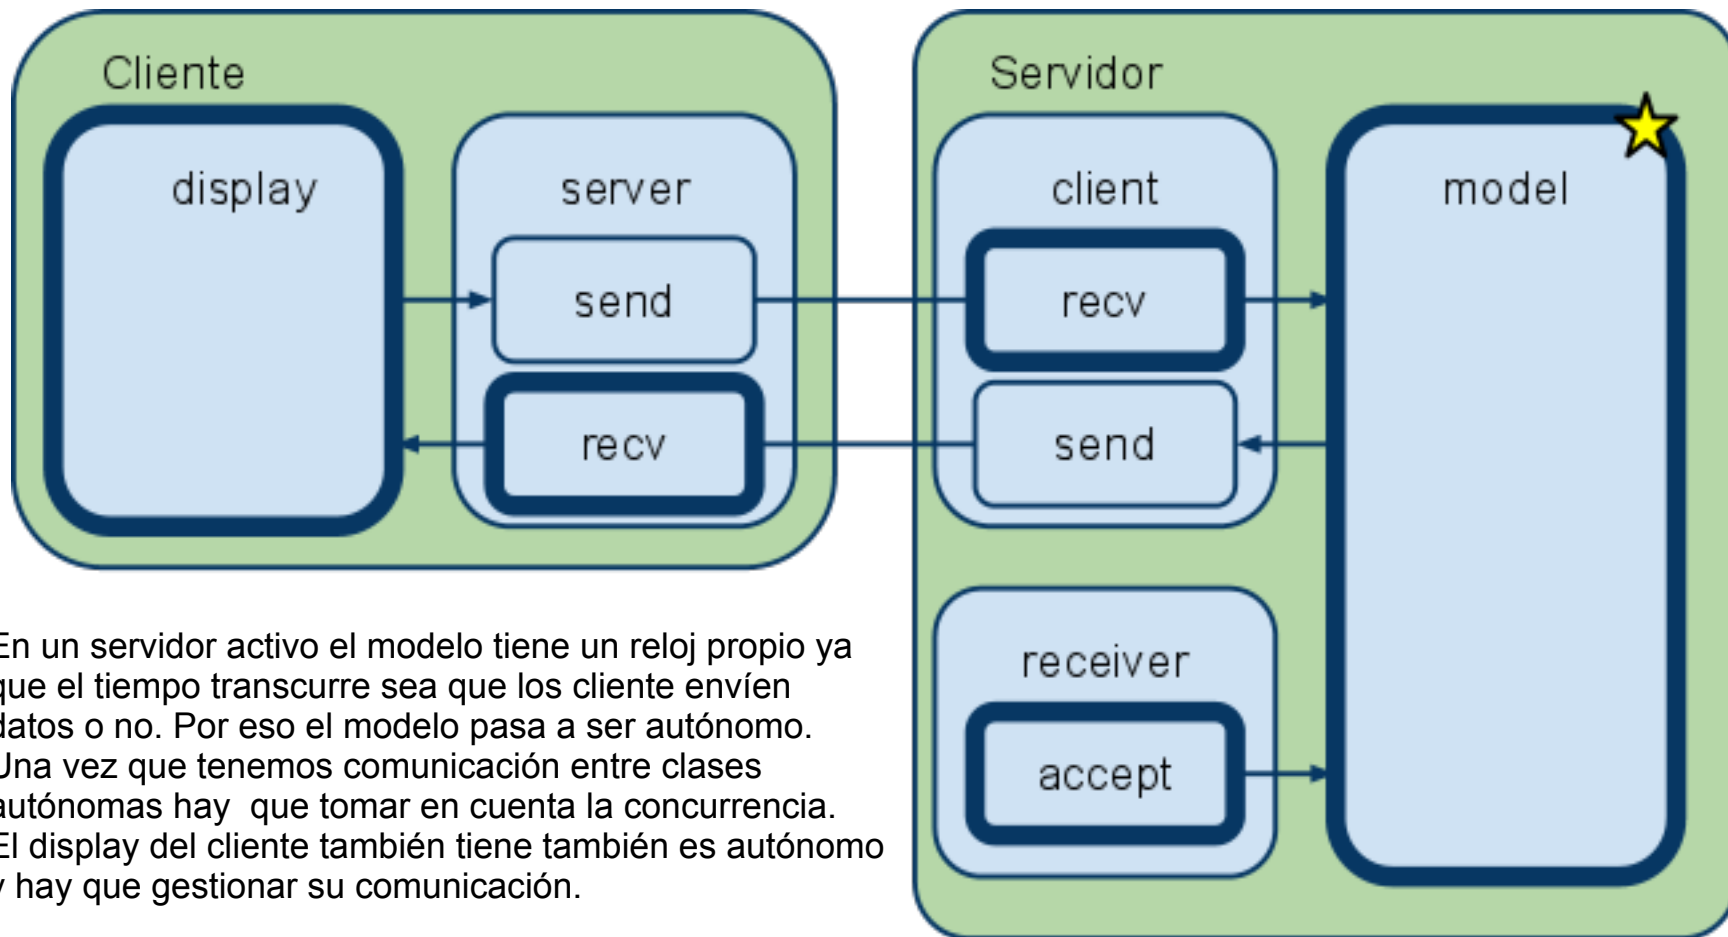 Cliente
Servidor
display
server
client
model
send
recv
recv
send
receiver
accept
En un servidor activo el modelo tiene un reloj propio ya
que el tiempo transcurre sea que los cliente envíen
datos o no. Por eso el modelo pasa a ser autónomo.
Una vez que tenemos comunicación entre clases
autónomas hay  que tomar en cuenta la concurrencia.
El display del cliente también tiene también es autónomo
y hay que gestionar su comunicación.